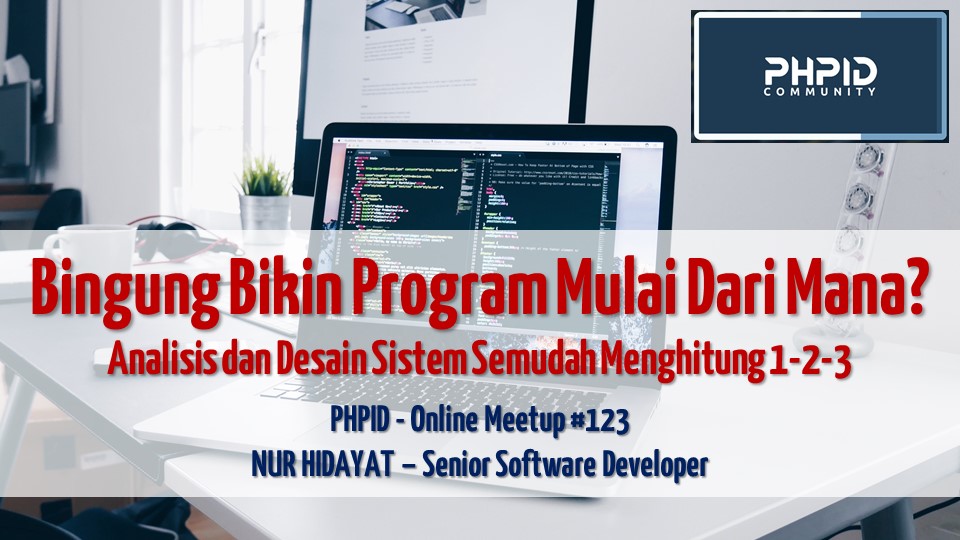 PHPID
COMMUNITY
Bingung Bikin Program Mulai Dari Mana?
Analisis dan Desain Sistem Semudah Menghitung 1-2-3
PHPID - Online Meetup #123
NUR HIDAYAT – Senior Software Developer